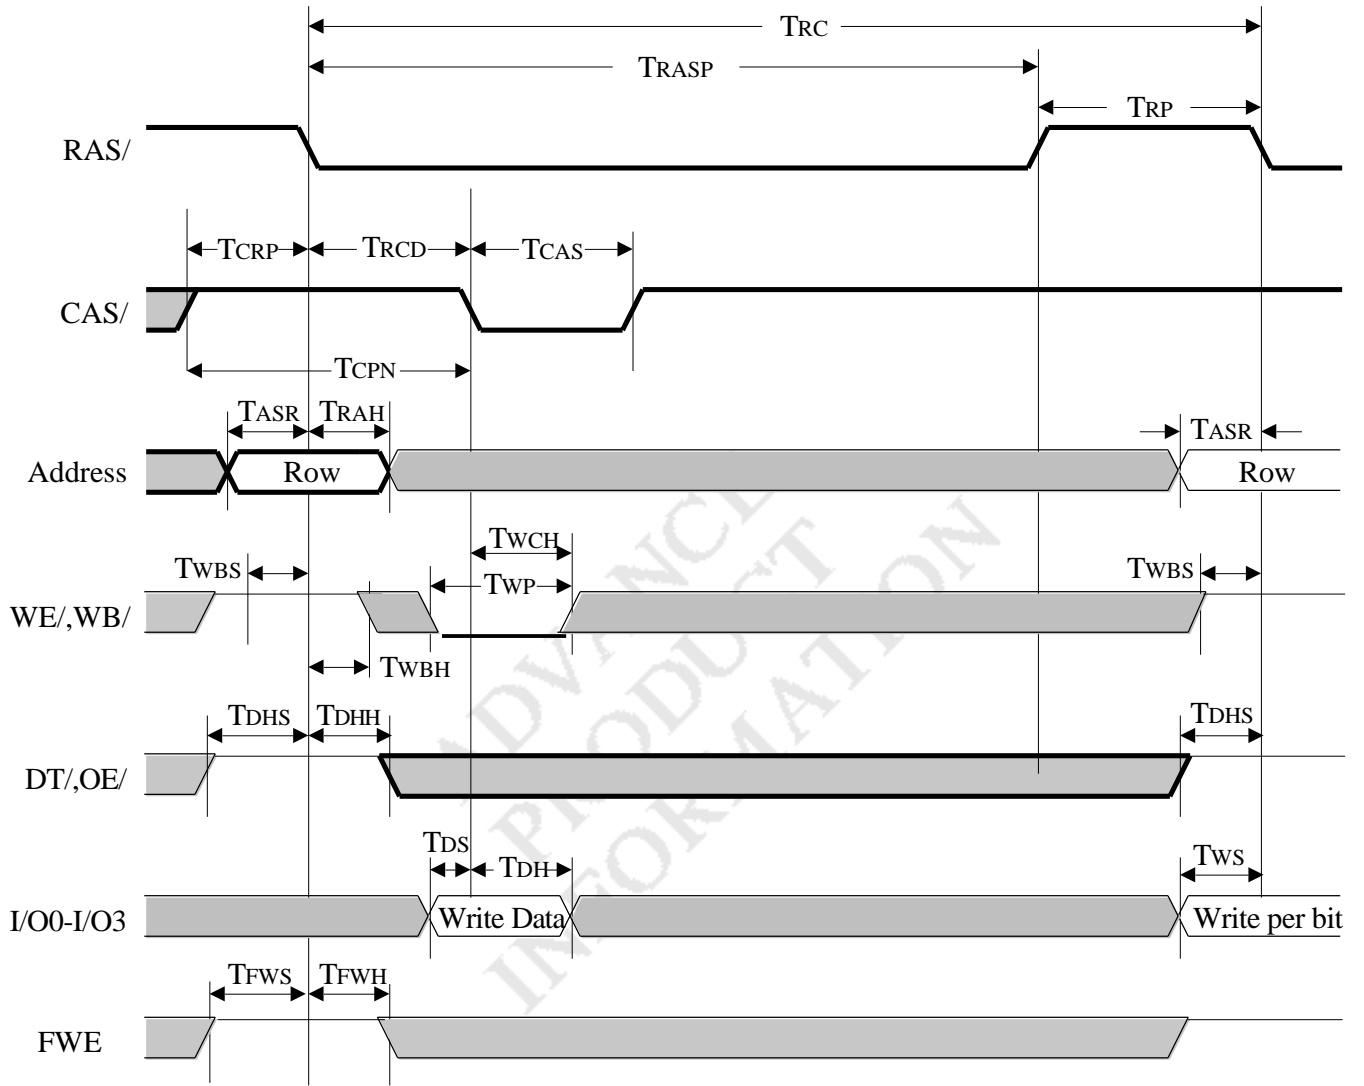 TRC
TRASP
TRP
RAS/
TCRP TRCD TCAS
CAS/
TCPN
TASR TRAH TASR
Address Row Row
TWCH
TWBS TWP TWBS
WE/,WB/
TWBH
TDHS TDHH TDHS
DT/,OE/
TDS TDH TWS
I/O0-I/O3 Write Data Write per bit
TFWS TFWH
FWE
ADVANCE
PRODUCT
INFORMATION